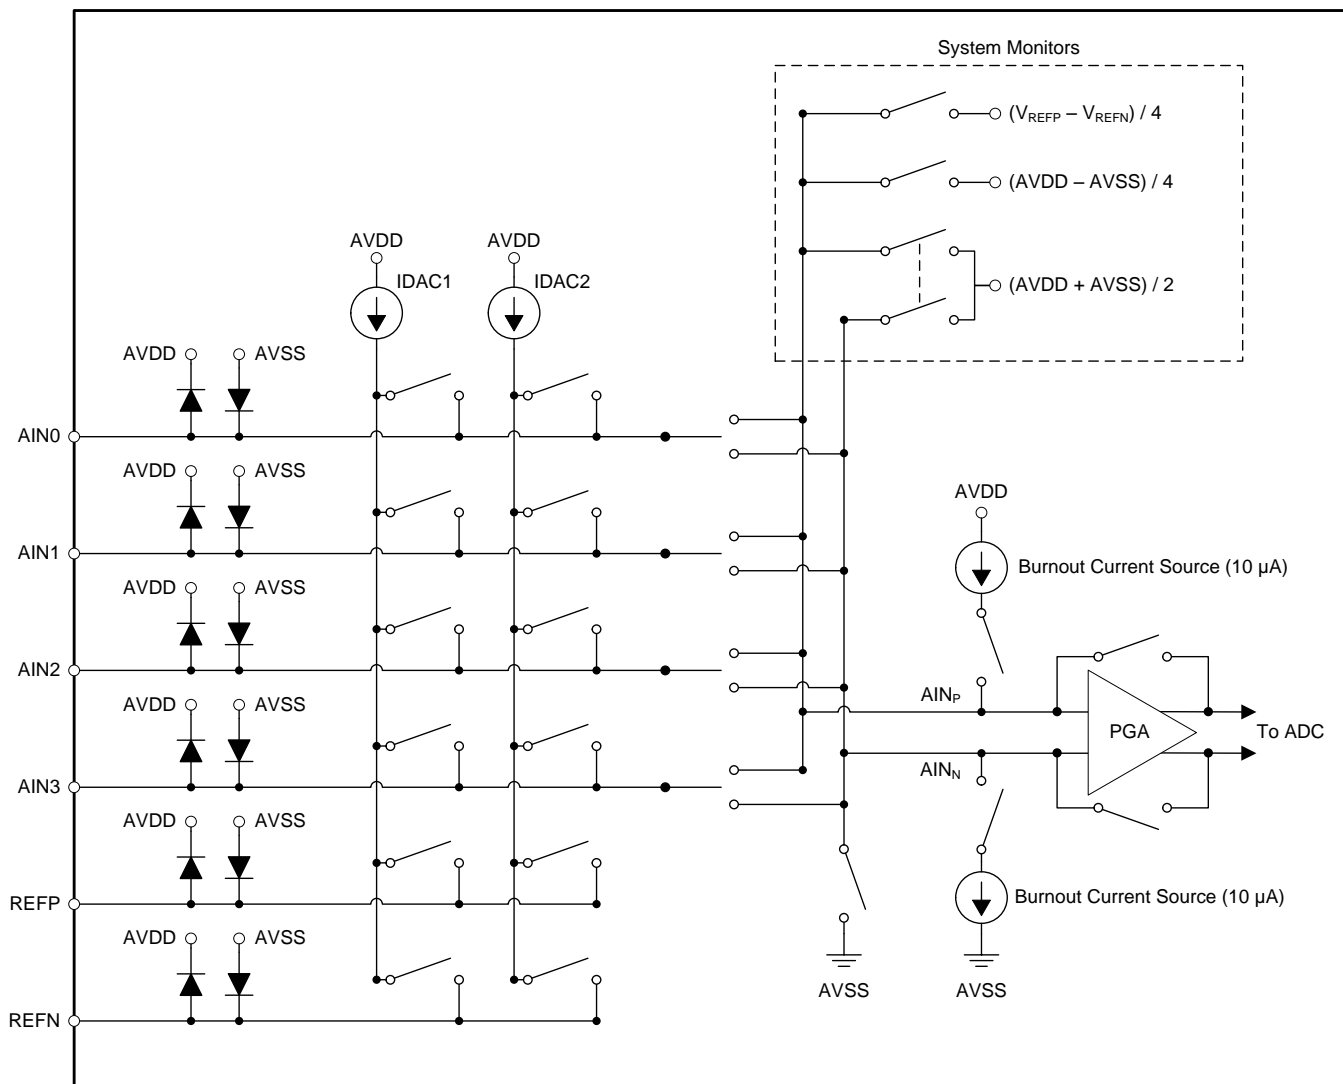 System Monitors
(VREFP – VREFN) / 4
(AVDD – AVSS) / 4
(AVDD + AVSS) / 2
AVDD
AVDD
IDAC1
IDAC2
AVDD
AVSS
AIN0
AVDD
AVSS
AIN1
AVDD
AVSS
AIN2
AVDD
AVSS
AIN3
AVDD
AVSS
REFP
AVDD
AVSS
REFN
AVDD
Burnout Current Source (10 µA)
AINP
PGA
To ADC
AINN
Burnout Current Source (10 µA)
AVSS
AVSS